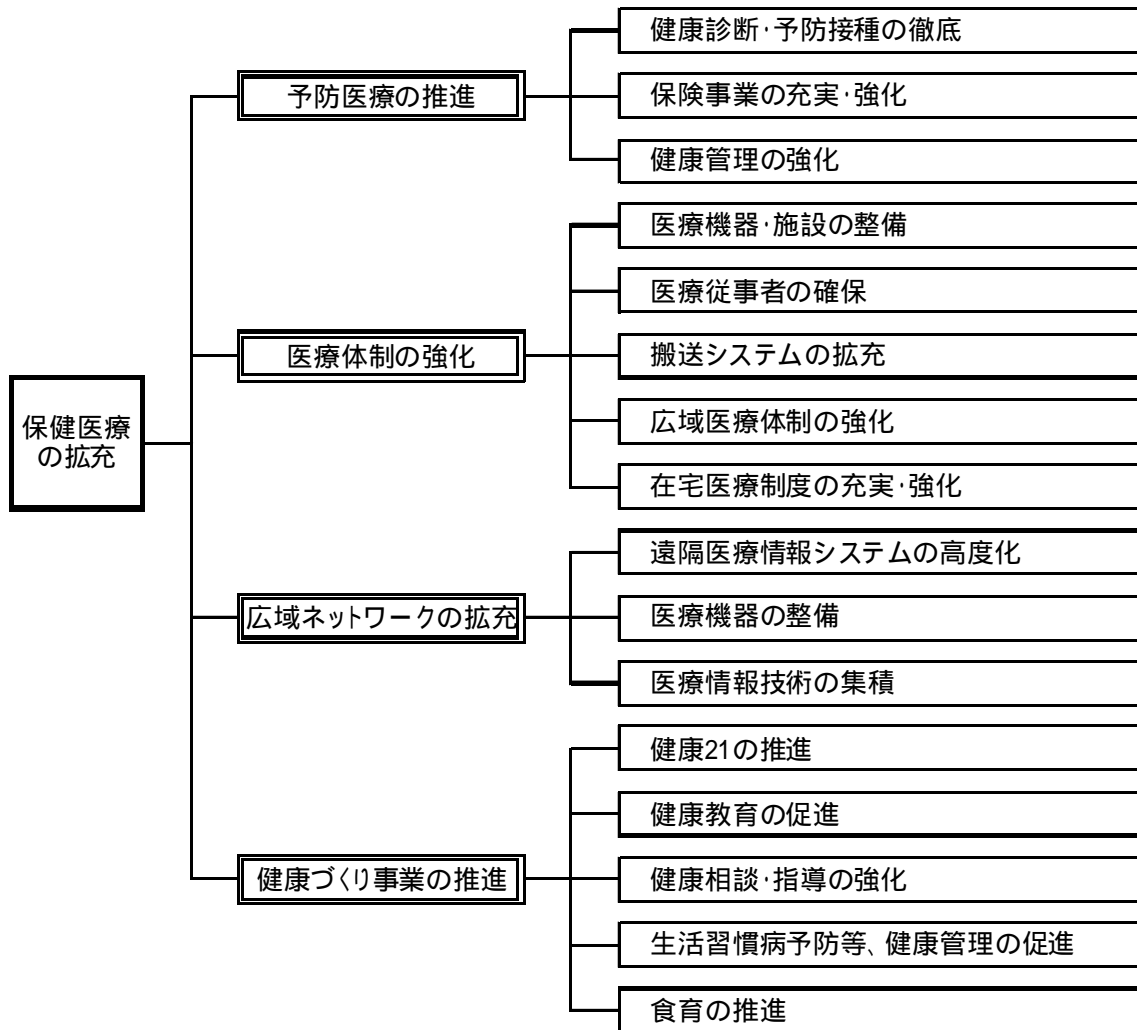 保健医療
の拡充
予防医療の推進
健康診断･予防接種の徹底
保険事業の充実･強化
健康管理の強化
医療体制の強化
医療機器･施設の整備
医療従事者の確保
搬送システムの拡充
広域医療体制の強化
在宅医療制度の充実･強化
広域ネットワークの拡充
遠隔医療情報システムの高度化
医療機器の整備
医療情報技術の集積
健康づくり事業の推進
健康21の推進
健康教育の促進
健康相談･指導の強化
生活習慣病予防等、健康管理の促進
食育の推進